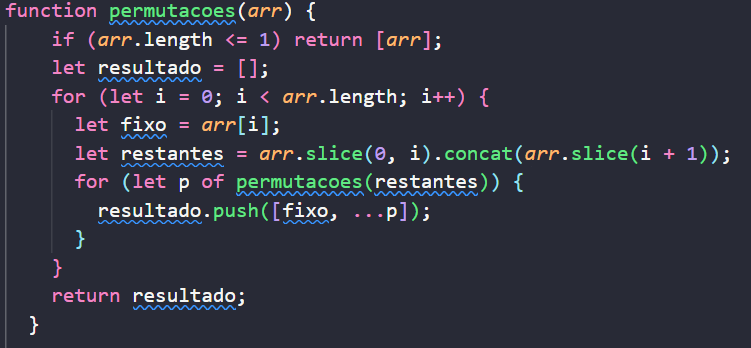 function permutacoes(arr) {
if (arr.length <= 1) return [arr];
let resultado = [];
for (let i = 0; i < arr.length; i++) {
let fixo = arr[i];
let restantes = arr.slice(0, i).concat(arr.slice(i + 1));
for (let p of permutacoes(restantes)) {
resultado.push([fixo, ...p]);
}
}
return resultado;
}